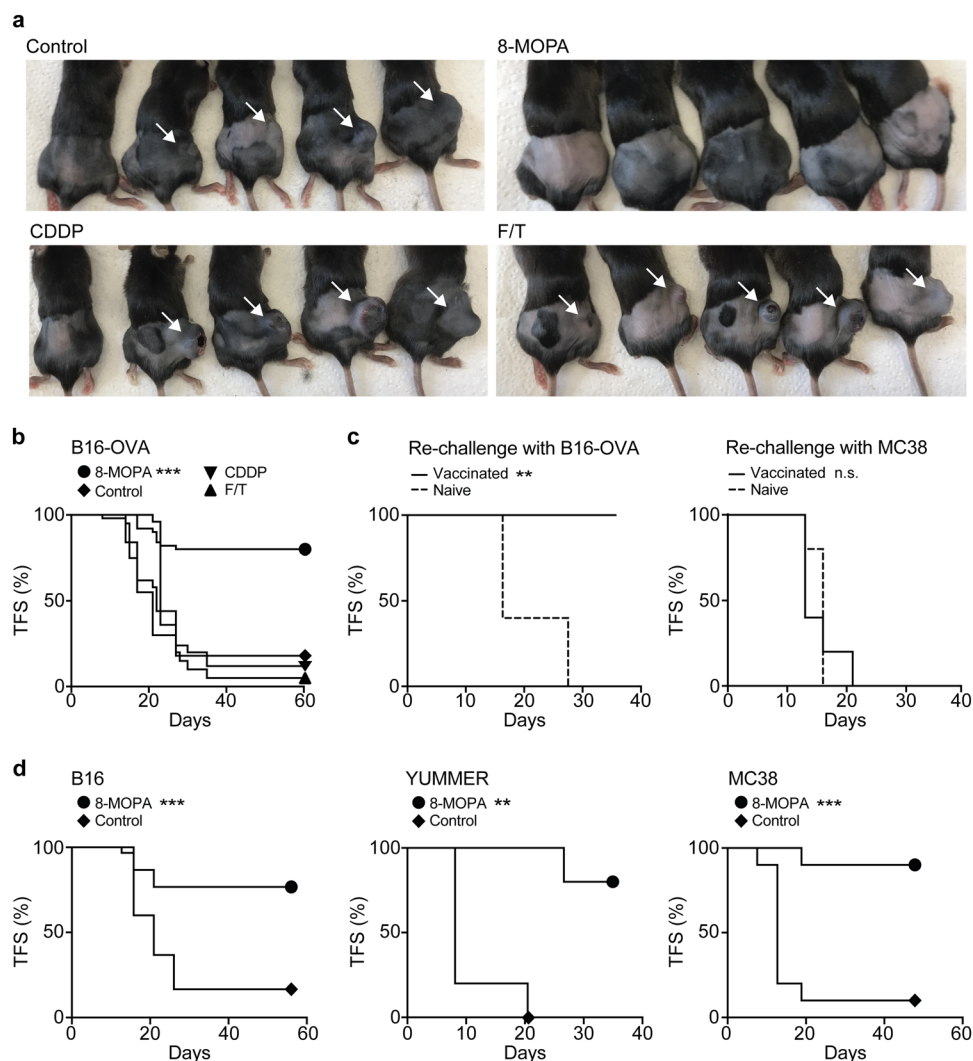 a
Control
8-MOPA
CDDP
F/T
b
B16-OVA
8-MOPA ***
CDDP
Control
F/T
100
50
0
TFS (%)
0 20 40 60
Days
c
Re-challenge with B16-OVA
Vaccinated **
Naive
100
50
0
TFS (%)
0 10 20 30 40
Days
Re-challenge with MC38
Vaccinated n.s.
Naive
100
50
0
TFS (%)
0 10 20 30 40
Days
d
B16
8-MOPA ***
Control
100
50
0
TFS (%)
0 20 40 60
Days
YUMMER
8-MOPA **
Control
100
50
0
TFS (%)
0 10 20 30 40
Days
MC38
8-MOPA ***
Control
100
50
0
TFS (%)
0 20 40 60
Days